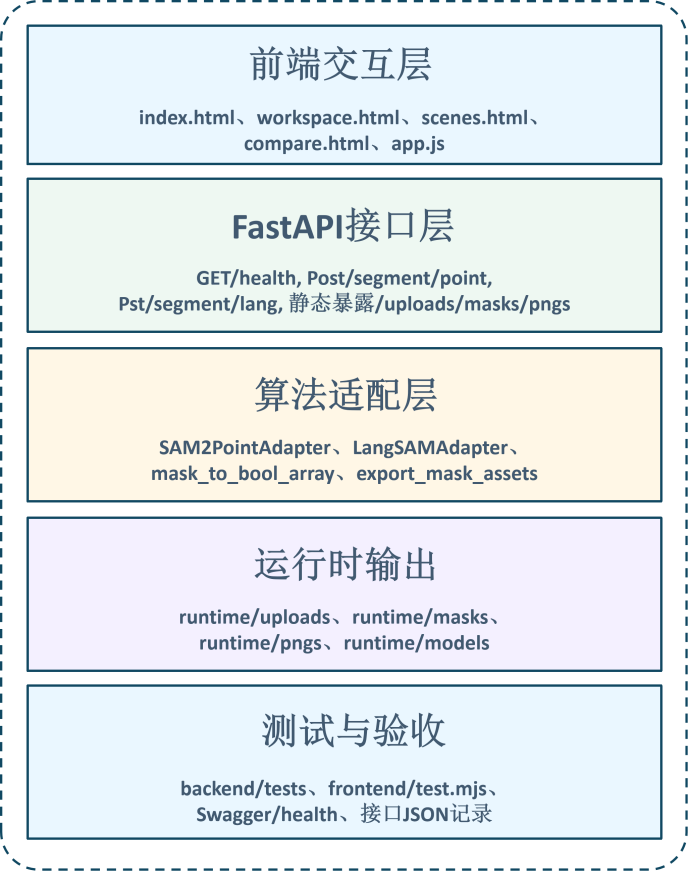 前端交互层
index.html、workspace.html、scenes.html、
compare.html、app.js
FastAPI接口层
GET/health, Post/segment/point,
Pst/segment/lang, 静态暴露/uploads/masks/pngs
算法适配层
SAM2PointAdapter、LangSAMAdapter、
mask_to_bool_array、export_mask_assets
运行时输出
runtime/uploads、runtime/masks、
runtime/pngs、runtime/models
测试与验收
backend/tests、frontend/test.mjs、
Swagger/health、接口JSON记录